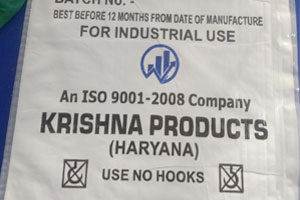 BATCH NO. -
BEST BEFORE 12 MONTHS FROM DATE OF MANUFACTURE
FOR INDUSTRIAL USE
An ISO 9001-2008 Company
KRISHNA PRODUCTS
(HARYANA)
USE NO HOOKS